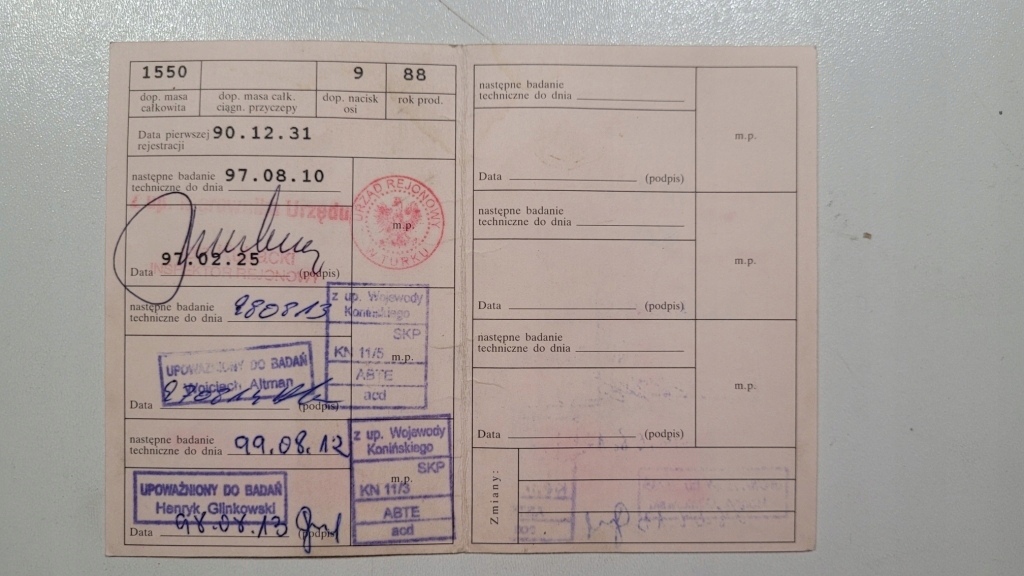 1550 9 88
dop. masa całkowita dop. masa całk. ciągn. przyczepy dop. nacisk osi rok prod.
Data pierwszej rejestracji 90.12.31
następne badanie
techniczne do dnia 97.08.10
Urzędu
URZĄD REJONOWY
W TURKU
m.p.
Data 97.02.25 (podpis)
następne badanie
techniczne do dnia 980813
z up. Wojewody
Konińskiego
SKP
KN 11/5 m.p.
ABTE
acd
UPOWAŻNIONY DO BADAŃ
Wojciech Altman
Data 970814 (podpis)
następne badanie
techniczne do dnia 99.08.12
z up. Wojewody
Konińskiego
SKP
m.p.
KN 11/3
ABTE
acd
UPOWAŻNIONY DO BADAŃ
Henryk Glinkowski
Data 98.08.13 (podpis)
następne badanie
techniczne do dnia
m.p.
Data (podpis)
następne badanie
techniczne do dnia
m.p.
Data (podpis)
następne badanie
techniczne do dnia
m.p.
Data (podpis)
Zmiany: